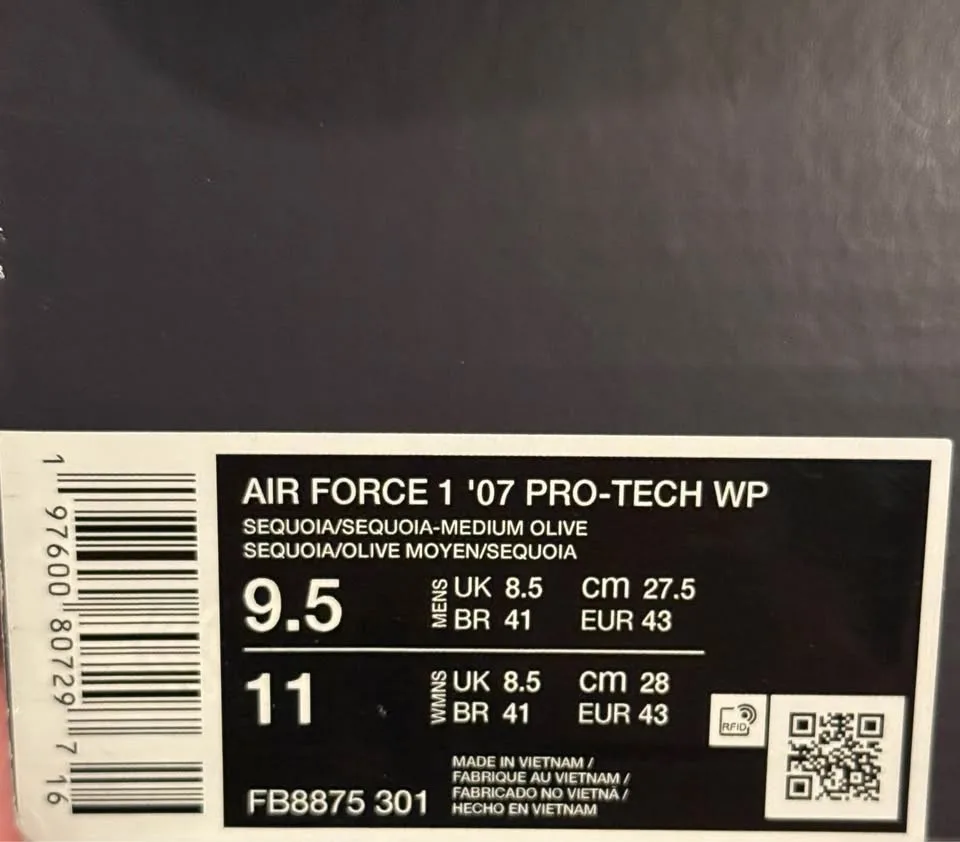 AIR FORCE 1 '07 PRO-TECH WP
SEQUOIA/SEQUOIA-MEDIUM OLIVE
SEQUOIA/OLIVE MOYEN/SEQUOIA
9.5 MENS UK 8.5 cm 27.5
BR 41 EUR 43
11 WMNS UK 8.5 cm 28
BR 41 EUR 43
RFID
FB8875 301
MADE IN VIETNAM /
FABRIQUE AU VIETNAM /
FABRICADO NO VIETNÃ /
HECHO EN VIETNAM
1 97600 80729 7 16